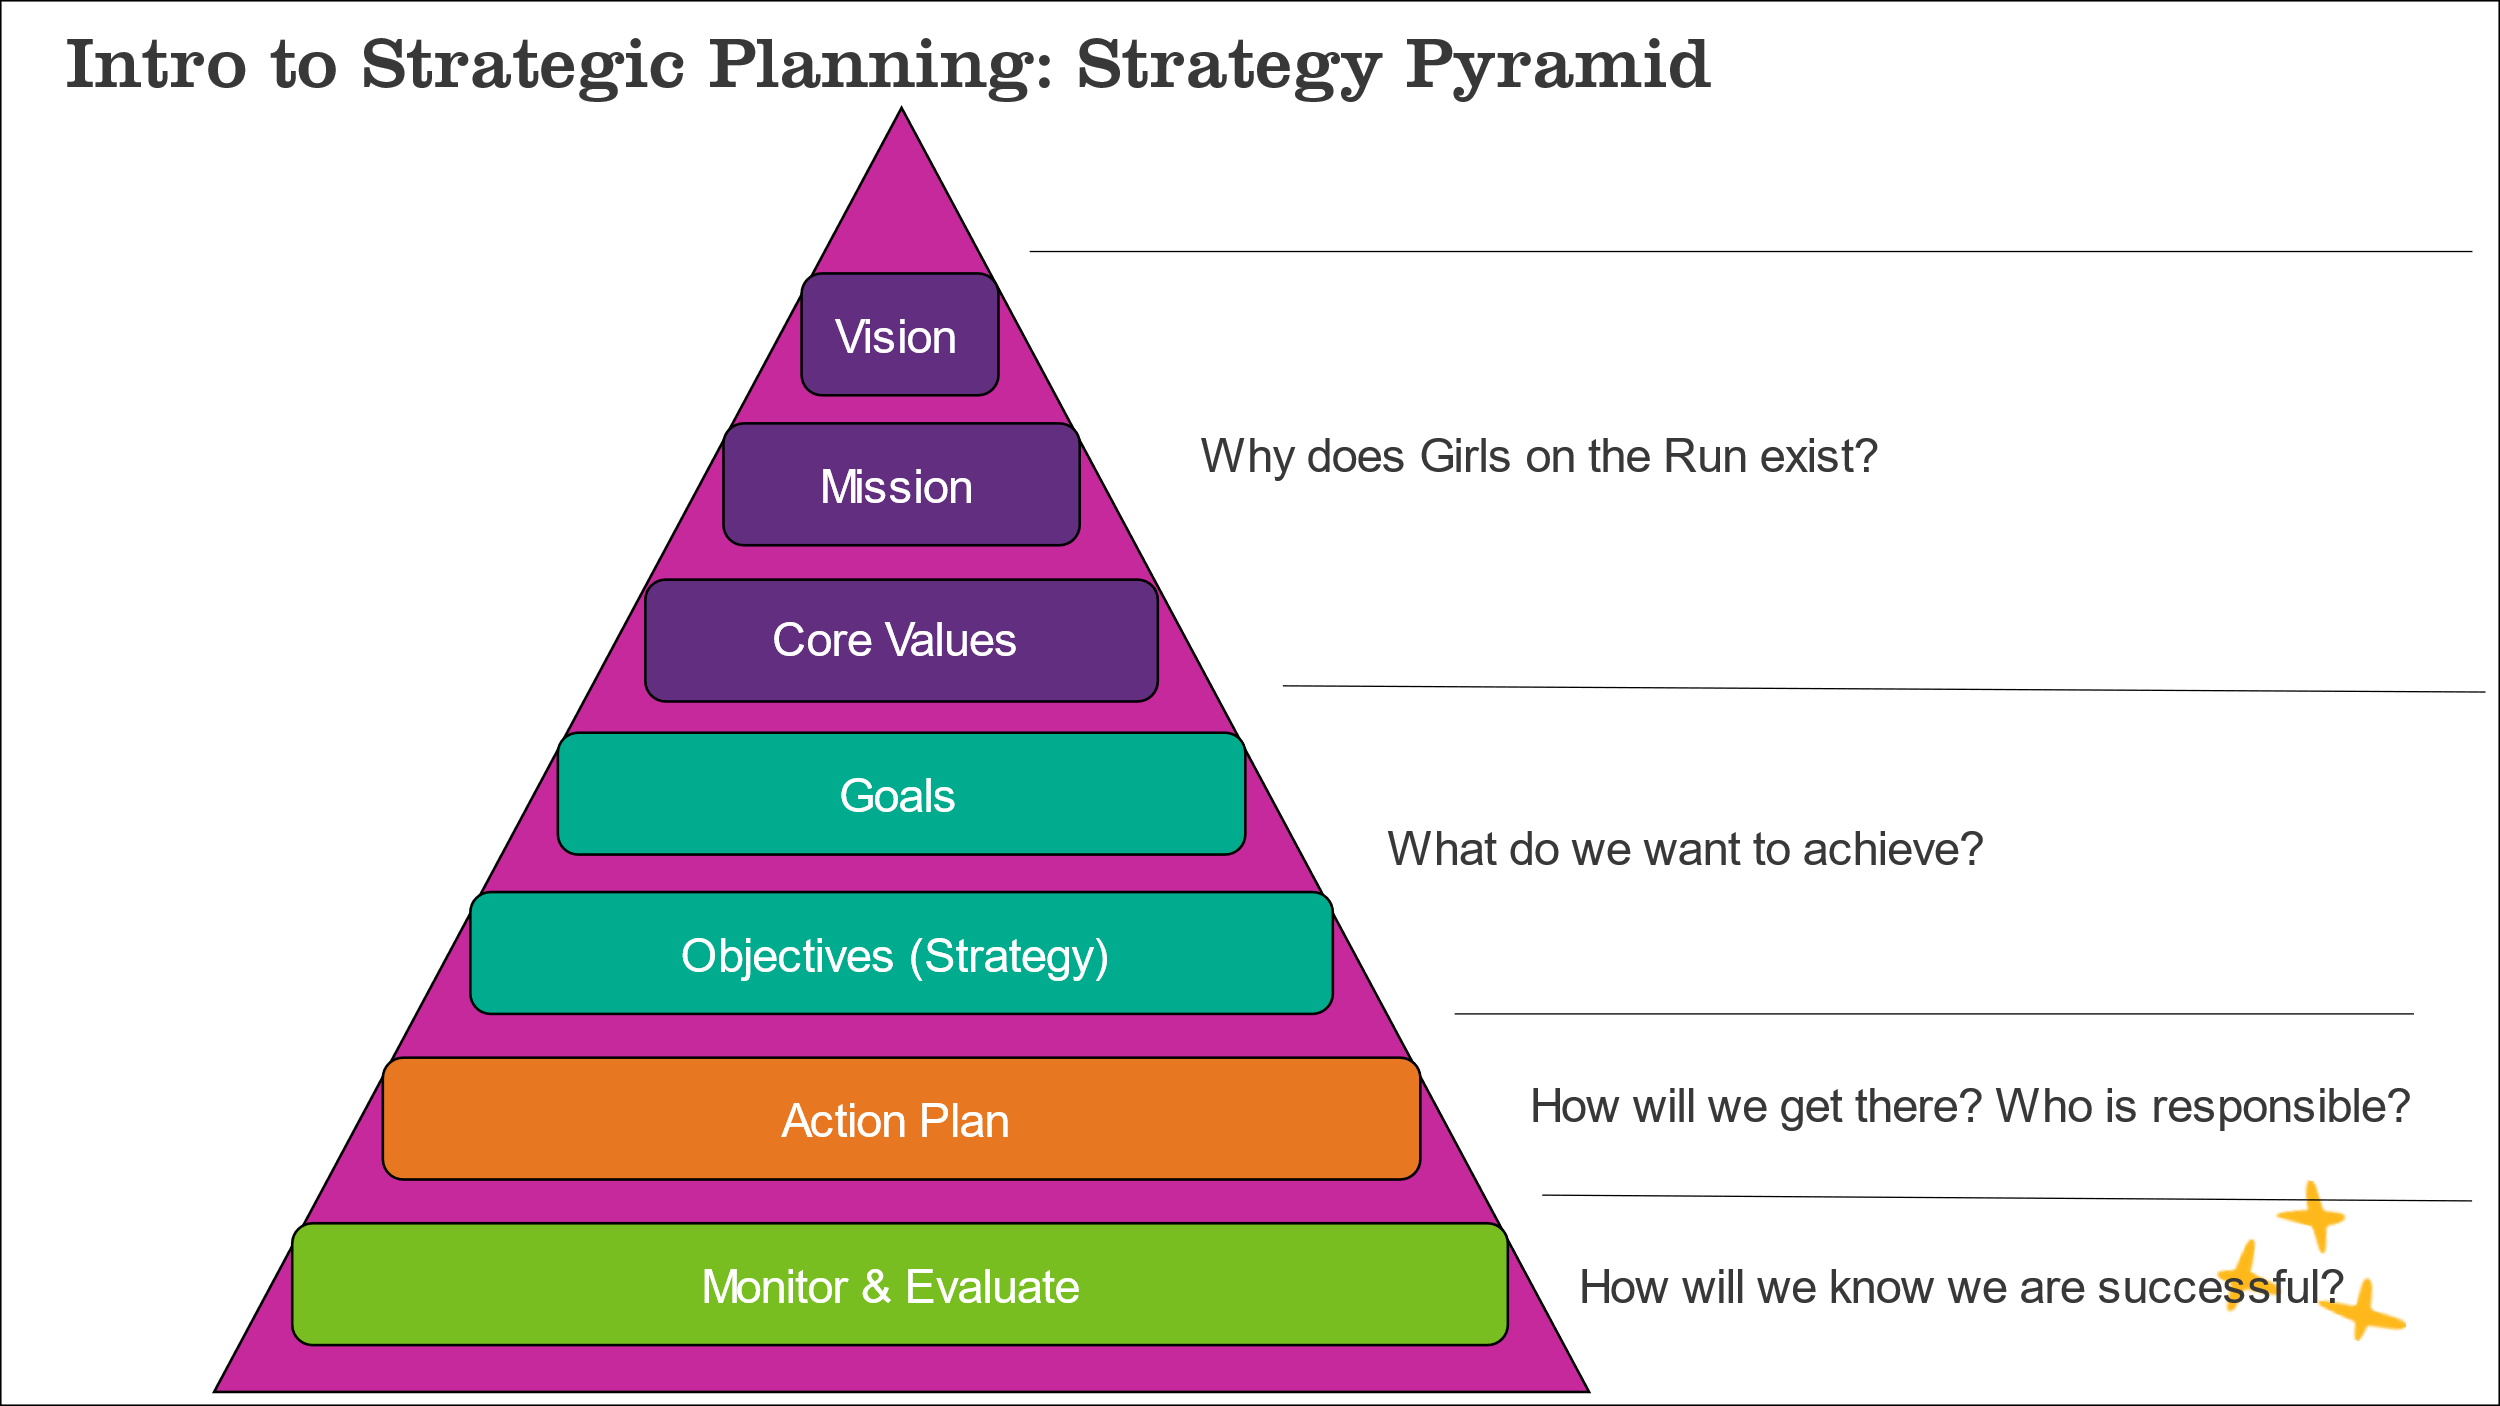 Intro to Strategic Planning: Strategy Pyramid
Vision
Mission
Why does Girls on the Run exist?
Core Values
Goals
What do we want to achieve?
Objectives (Strategy)
Action Plan
How will we get there? Who is responsible?
Monitor & Evaluate
How will we know we are successful?